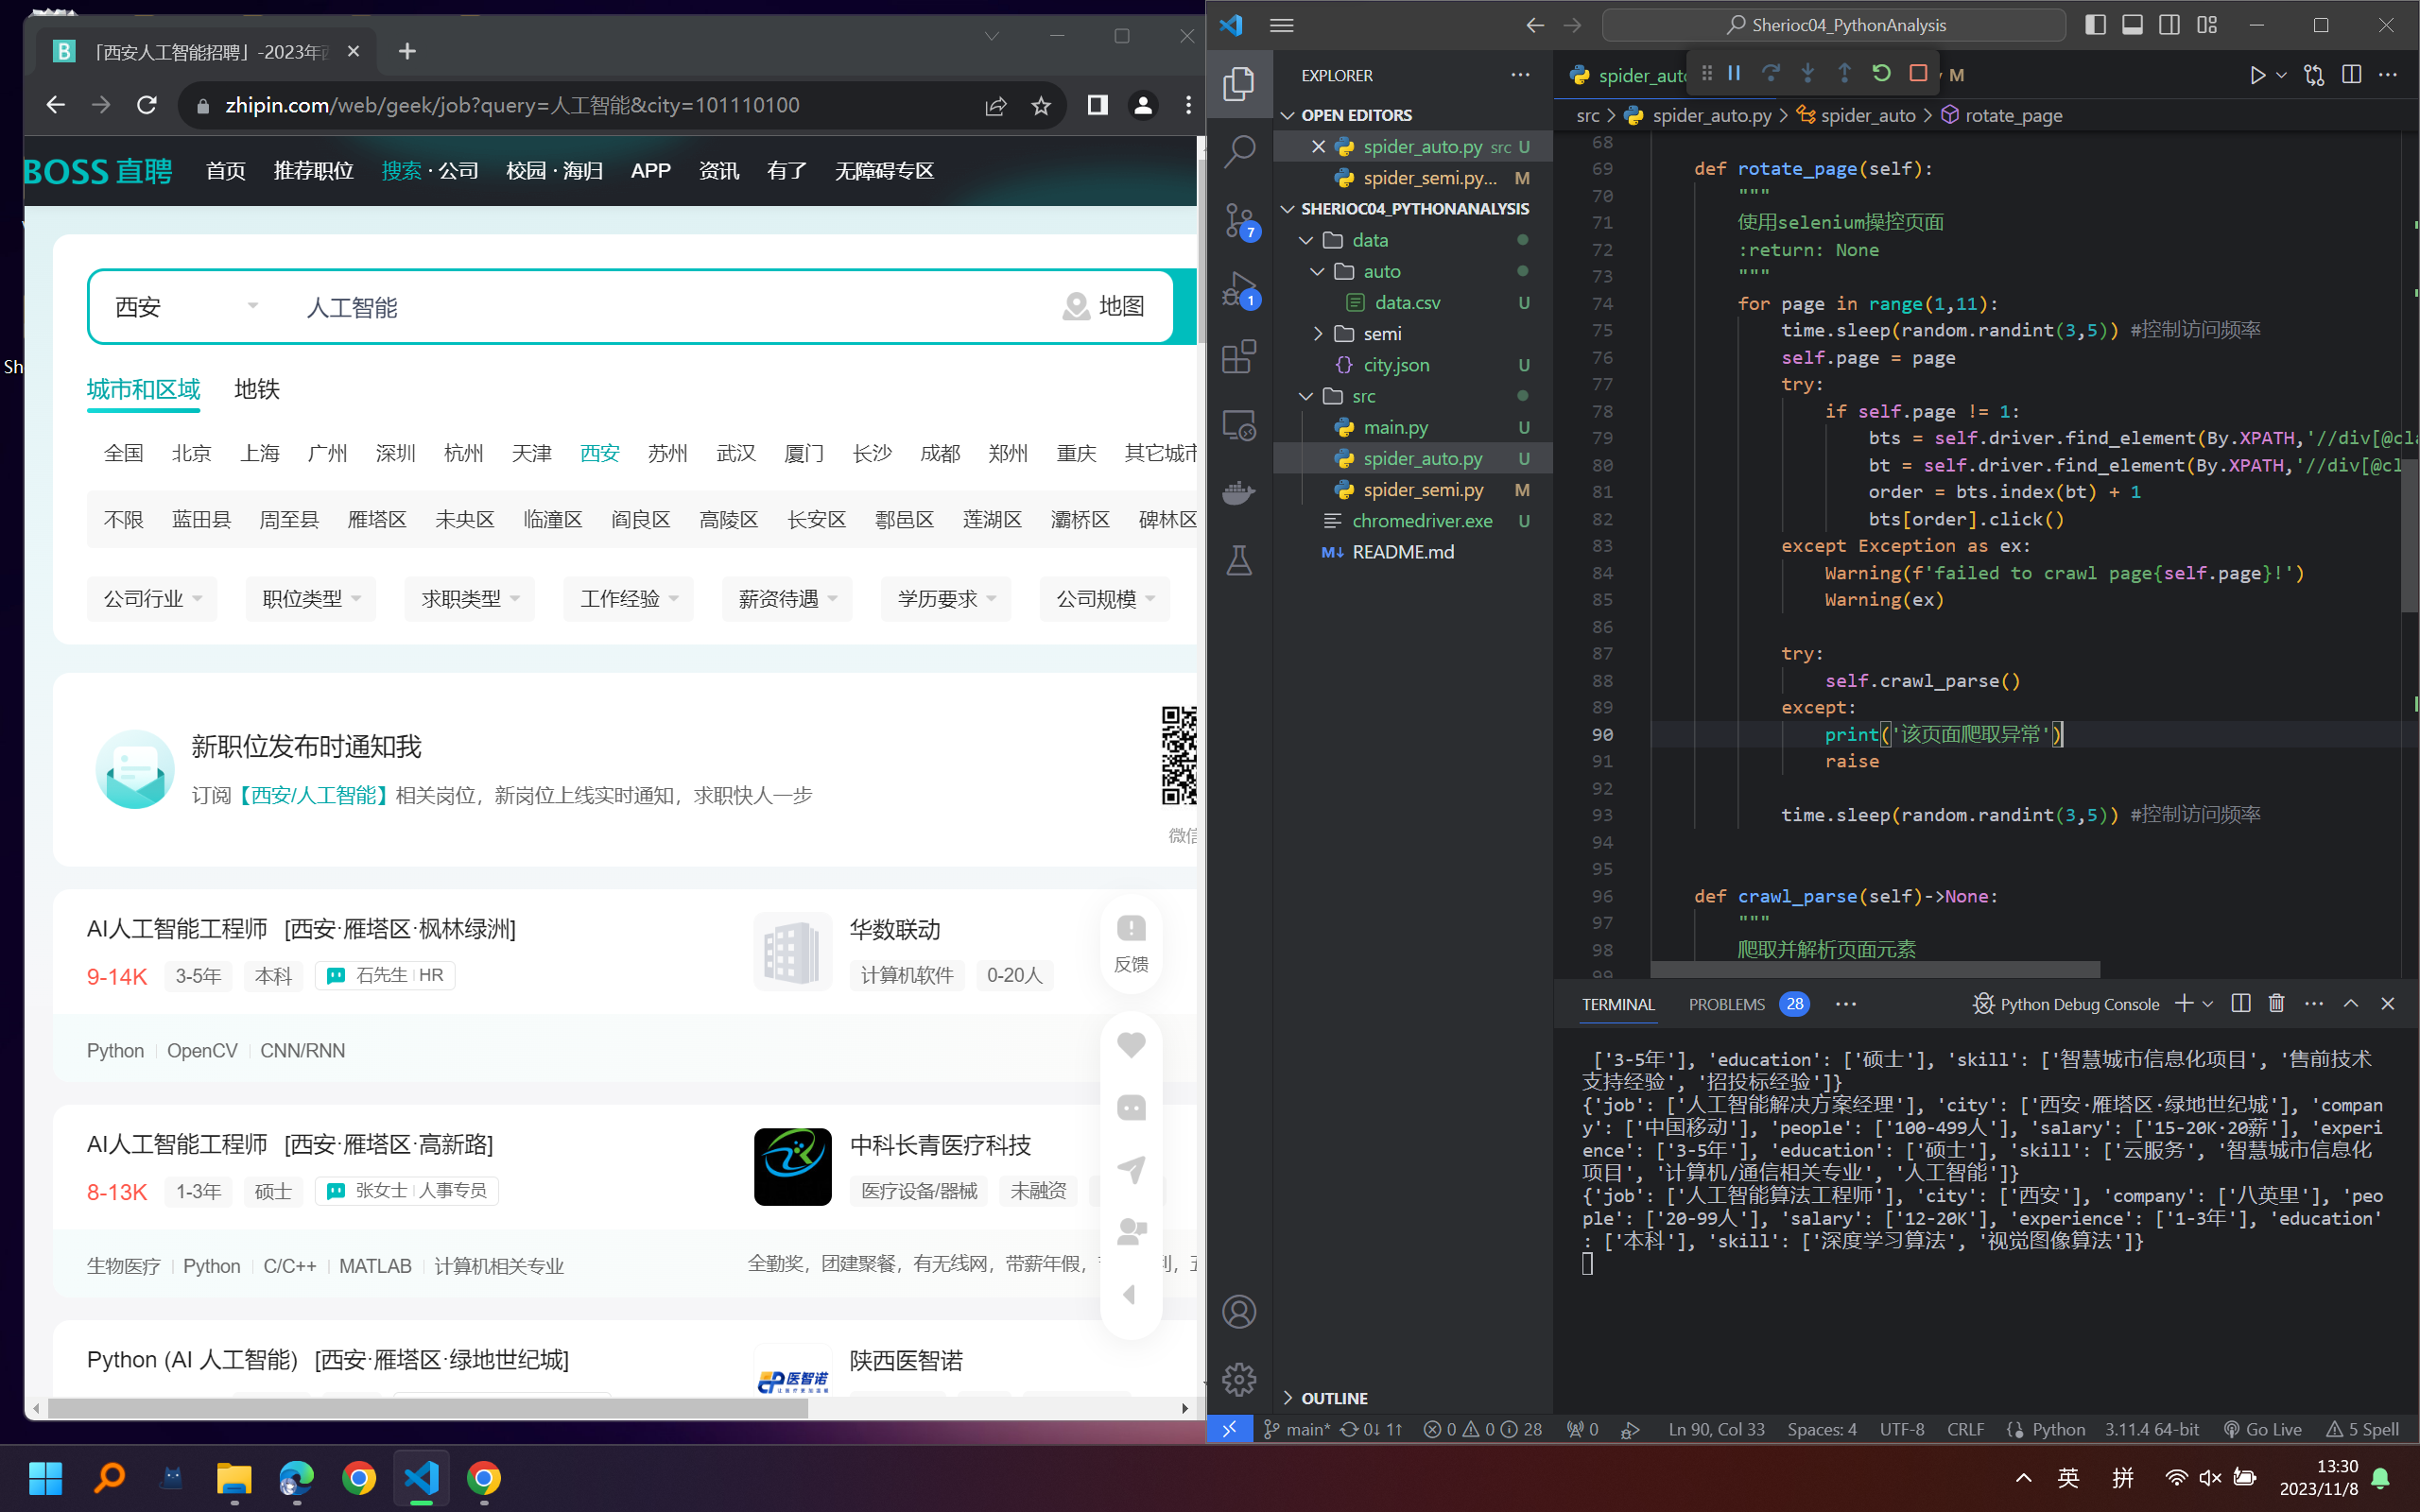 「西安人工智能招聘」-2023年
zhipin.com/web/geek/job?query=人工智能&city=101110100
BOSS 直聘 首页 推荐职位 搜索 · 公司 校园 · 海归 APP 资讯 有了 无障碍专区
西安 人工智能 地图
城市和区域 地铁
全国 北京 上海 广州 深圳 杭州 天津 西安 苏州 武汉 厦门 长沙 成都 郑州 重庆 其它城市
不限 蓝田县 周至县 雁塔区 未央区 临潼区 阎良区 高陵区 长安区 鄠邑区 莲湖区 灞桥区 碑林区
公司行业 职位类型 求职类型 工作经验 薪资待遇 学历要求 公司规模
新职位发布时通知我
订阅【西安/人工智能】相关岗位，新岗位上线实时通知，求职快人一步
微信
AI人工智能工程师 [西安·雁塔区·枫林绿洲] 华数联动
9-14K 3-5年 本科 石先生 HR 计算机软件 0-20人
反馈
Python OpenCV CNN/RNN
AI人工智能工程师 [西安·雁塔区·高新路] 中科长青医疗科技
8-13K 1-3年 硕士 张女士 人事专员 医疗设备/器械 未融资
生物医疗 Python C/C++ MATLAB 计算机相关专业 全勤奖，团建聚餐，有无线网，带薪年假，
Python (AI 人工智能) [西安·雁塔区·绿地世纪城] 陕西医智诺
医智诺
Sh
Sherioc04_PythonAnalysis
EXPLORER
OPEN EDITORS
spider_auto.py src U
spider_semi.py... M
SHERIOC04_PYTHONANALYSIS
data
auto
data.csv U
semi
city.json U
src
main.py U
spider_auto.py U
spider_semi.py M
chromedriver.exe U
README.md
OUTLINE
7
1
spider_auto M
src > spider_auto.py > spider_auto > rotate_page
68
69 def rotate_page(self):
70 """
71 使用selenium操控页面
72 :return: None
73 """
74 for page in range(1,11):
75 time.sleep(random.randint(3,5)) #控制访问频率
76 self.page = page
77 try:
78 if self.page != 1:
79 bts = self.driver.find_element(By.XPATH,'//div[@cla
80 bt = self.driver.find_element(By.XPATH,'//div[@cl
81 order = bts.index(bt) + 1
82 bts[order].click()
83 except Exception as ex:
84 Warning(f'failed to crawl page{self.page}!')
85 Warning(ex)
86
87 try:
88 self.crawl_parse()
89 except:
90 print('该页面爬取异常')
91 raise
92
93 time.sleep(random.randint(3,5)) #控制访问频率
94
95
96 def crawl_parse(self)->None:
97 """
98 爬取并解析页面元素
99
TERMINAL PROBLEMS 28 Python Debug Console
['3-5年'], 'education': ['硕士'], 'skill': ['智慧城市信息化项目', '售前技术
支持经验', '招投标经验']}
{'job': ['人工智能解决方案经理'], 'city': ['西安·雁塔区·绿地世纪城'], 'compan
y': ['中国移动'], 'people': ['100-499人'], 'salary': ['15-20K·20薪'], 'experi
ence': ['3-5年'], 'education': ['硕士'], 'skill': ['云服务', '智慧城市信息化
项目', '计算机/通信相关专业', '人工智能']}
{'job': ['人工智能算法工程师'], 'city': ['西安'], 'company': ['八英里'], 'peo
ple': ['20-99人'], 'salary': ['12-20K'], 'experience': ['1-3年'], 'education'
: ['本科'], 'skill': ['深度学习算法', '视觉图像算法']}
main* 0↓ 1↑ 0 0 28 0 Ln 90, Col 33 Spaces: 4 UTF-8 CRLF Python 3.11.4 64-bit Go Live 5 Spell
英 拼 13:30
2023/11/8